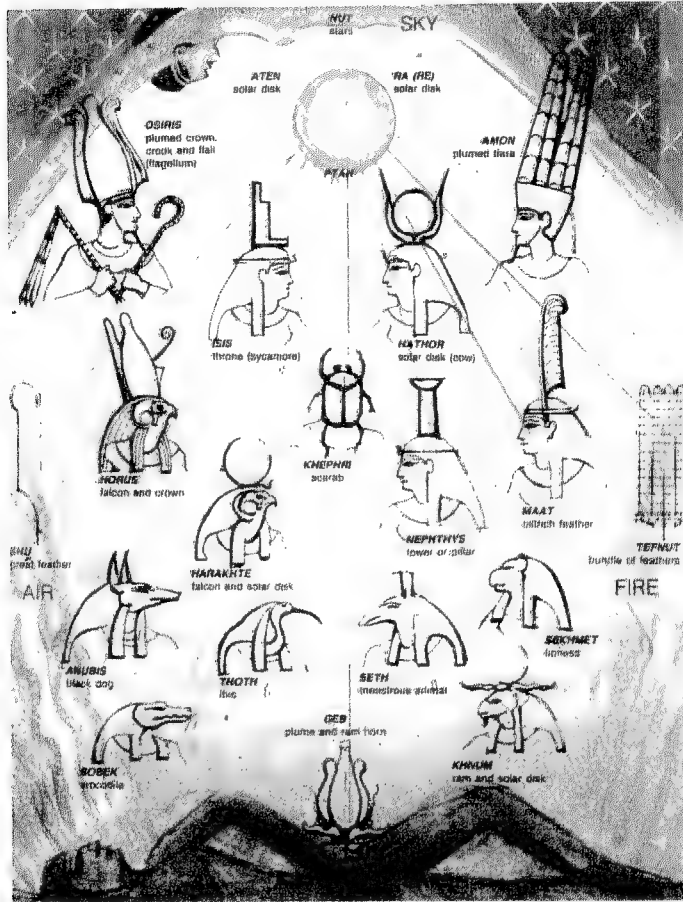 NUT
stars
SKY
ATEN
solar disk
'RA (RE)
solar disk
OSIRIS
plumed crown,
crook and flail
(flagellum)
AMON
plumed tiara
PTAH
ISIS
throne (sycamore)
HATHOR
solar disk (cow)
HORUS
falcon and crown
KHEPHRI
scarab
NEPHTHYS
tower or pillar
MAAT
ostrich feather
SHU
great feather
AIR
HARAKHTE
falcon and solar disk
TEFNUT
bundle of feathers
FIRE
ANUBIS
black dog
THOTH
ibis
SETH
monstrous animal
SEKHMET
lioness
SOBEK
crocodile
GEB
plume and ram horn
KHNUM
ram and solar disk